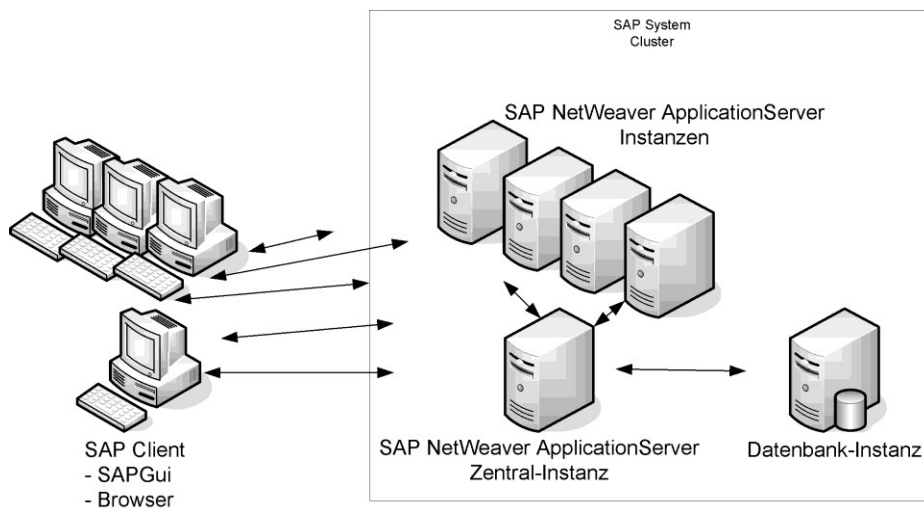 SAP System
Cluster
SAP NetWeaver ApplicationServer
Instanzen
SAP Client
- SAPGui
- Browser
SAP NetWeaver ApplicationServer
Zentral-Instanz
Datenbank-Instanz